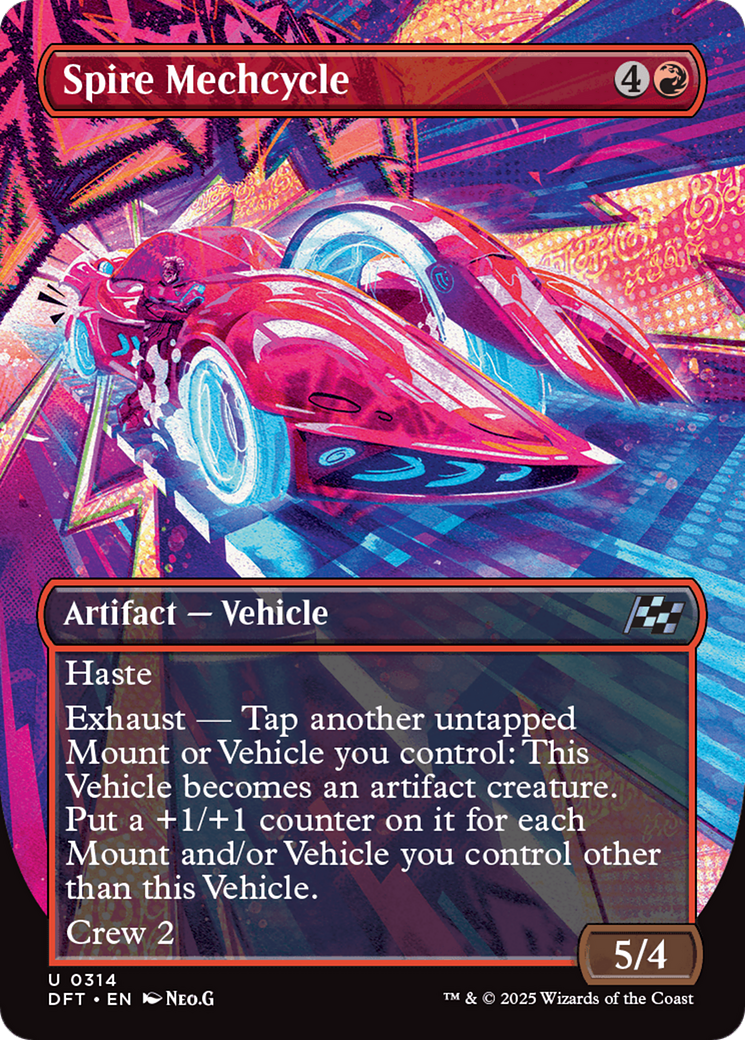 Spire Mechcycle 4
Artifact — Vehicle
Haste
Exhaust — Tap another untapped
Mount or Vehicle you control: This
Vehicle becomes an artifact creature.
Put a +1/+1 counter on it for each
Mount and/or Vehicle you control other
than this Vehicle.
Crew 2
5/4
U 0314
DFT • EN NEO.G
™ & © 2025 Wizards of the Coast